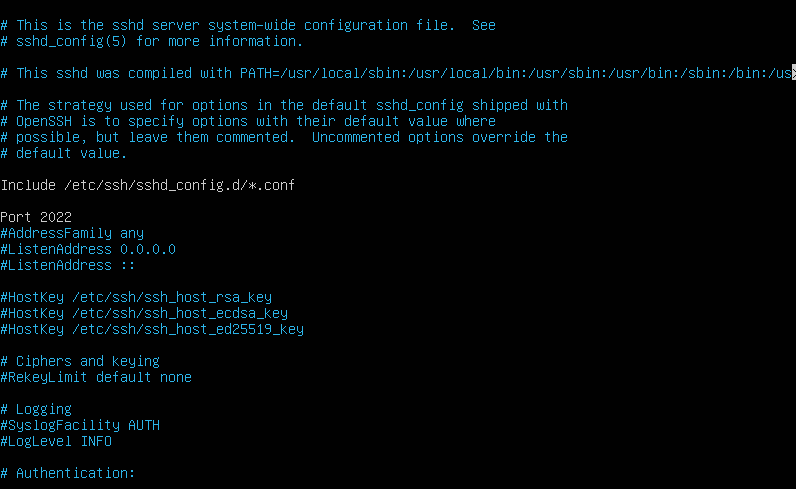 # This is the sshd server system-wide configuration file.  See
# sshd_config(5) for more information.
# This sshd was compiled with PATH=/usr/local/sbin:/usr/local/bin:/usr/sbin:/usr/bin:/sbin:/bin:/us>
# The strategy used for options in the default sshd_config shipped with
# OpenSSH is to specify options with their default value where
# possible, but leave them commented.  Uncommented options override the
# default value.
Include /etc/ssh/sshd_config.d/*.conf
Port 2022
#AddressFamily any
#ListenAddress 0.0.0.0
#ListenAddress ::
#HostKey /etc/ssh/ssh_host_rsa_key
#HostKey /etc/ssh/ssh_host_ecdsa_key
#HostKey /etc/ssh/ssh_host_ed25519_key
# Ciphers and keying
#RekeyLimit default none
# Logging
#SyslogFacility AUTH
#LogLevel INFO
# Authentication: